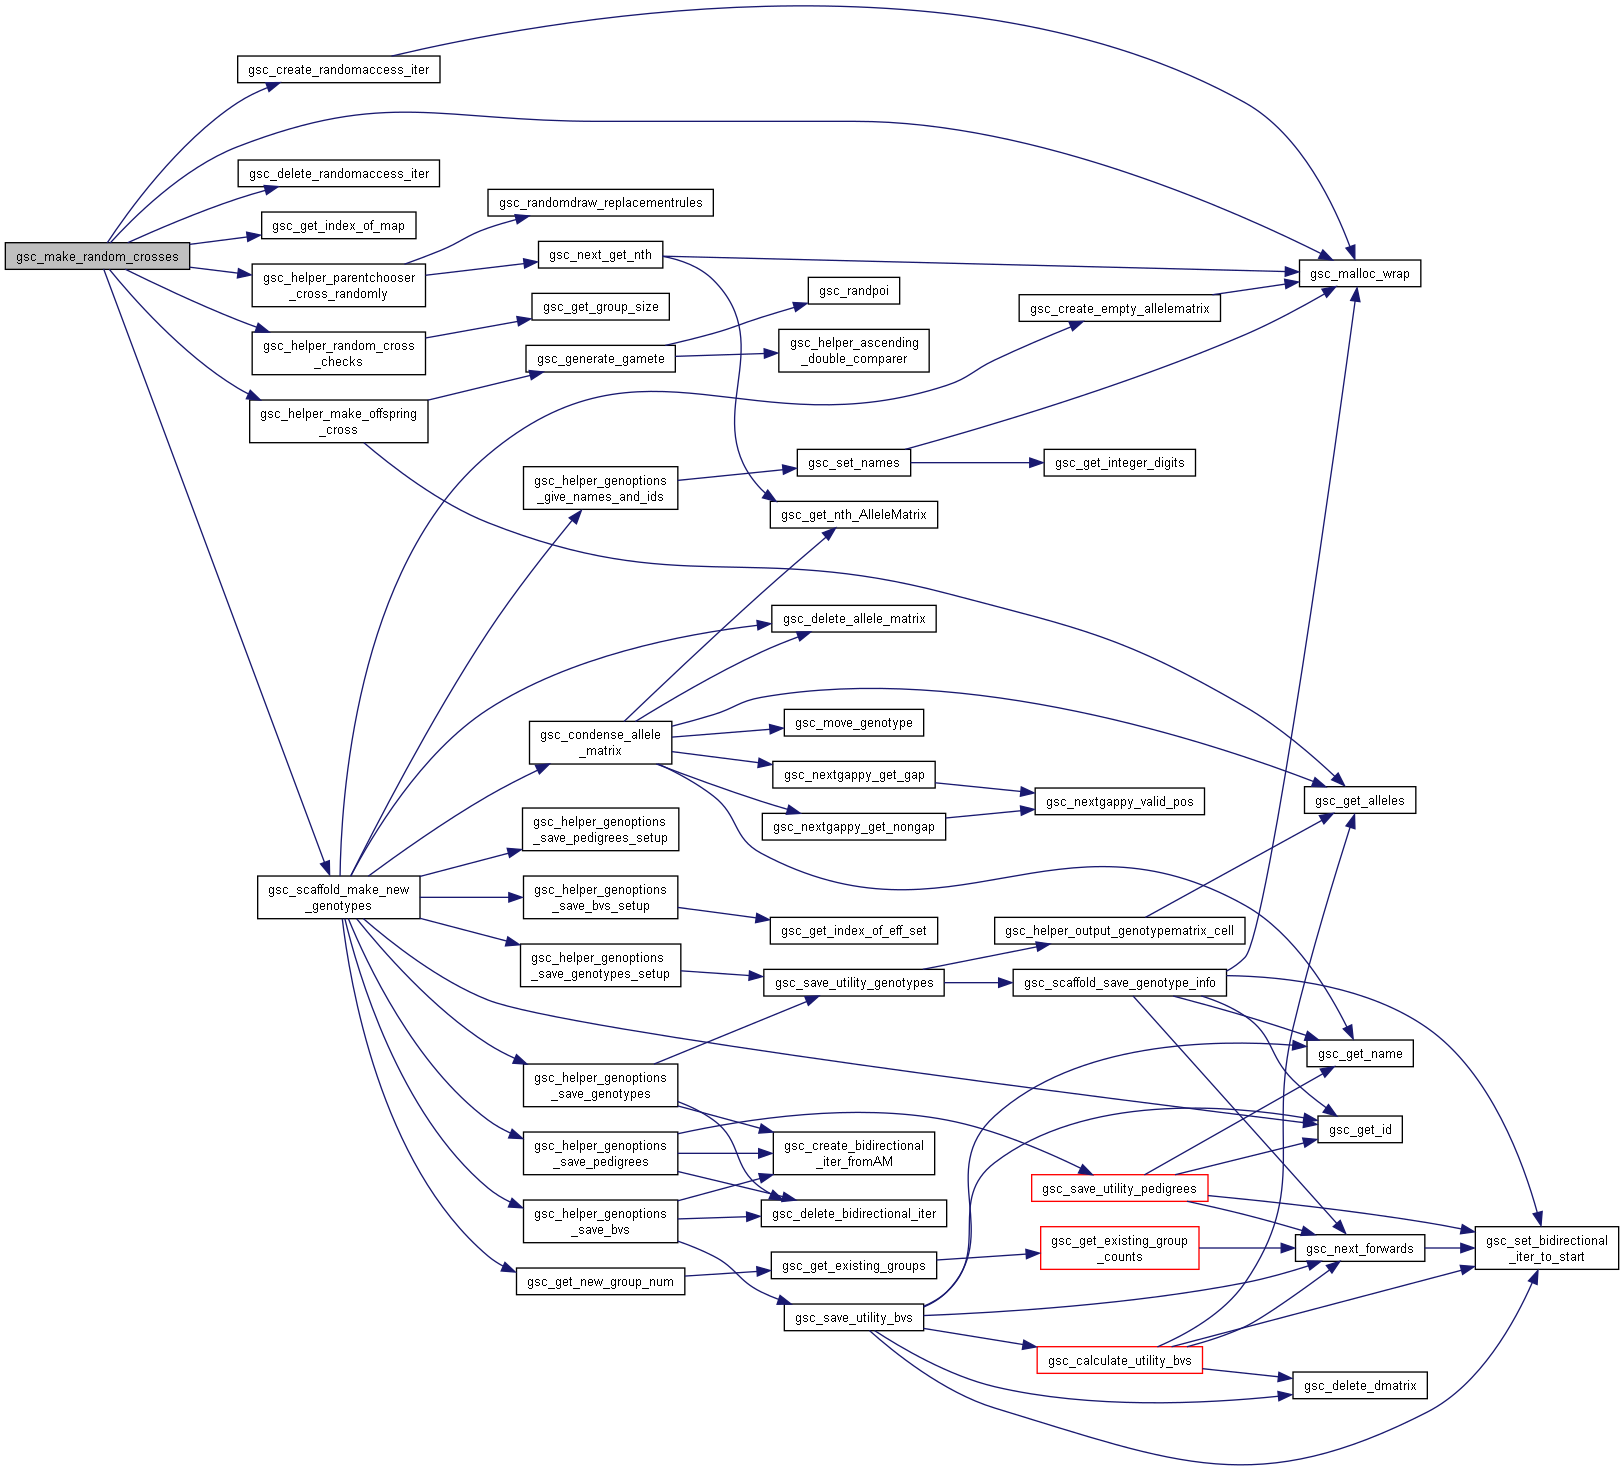 gsc_make_random_crosses
gsc_create_randomaccess_iter
gsc_delete_randomaccess_iter
gsc_get_index_of_map
gsc_helper_parentchooser
_cross_randomly
gsc_helper_random_cross
_checks
gsc_helper_make_offspring
_cross
gsc_scaffold_make_new
_genotypes
gsc_randomdraw_replacementrules
gsc_next_get_nth
gsc_get_group_size
gsc_generate_gamete
gsc_helper_genoptions
_give_names_and_ids
gsc_condense_allele
_matrix
gsc_helper_genoptions
_save_pedigrees_setup
gsc_helper_genoptions
_save_bvs_setup
gsc_helper_genoptions
_save_genotypes_setup
gsc_helper_genoptions
_save_genotypes
gsc_helper_genoptions
_save_pedigrees
gsc_helper_genoptions
_save_bvs
gsc_get_new_group_num
gsc_randpoi
gsc_helper_ascending
_double_comparer
gsc_set_names
gsc_get_nth_AlleleMatrix
gsc_delete_allele_matrix
gsc_move_genotype
gsc_nextgappy_get_gap
gsc_nextgappy_get_nongap
gsc_get_index_of_eff_set
gsc_save_utility_genotypes
gsc_create_bidirectional
_iter_fromAM
gsc_delete_bidirectional_iter
gsc_get_existing_groups
gsc_save_utility_bvs
gsc_create_empty_allelematrix
gsc_get_integer_digits
gsc_nextgappy_valid_pos
gsc_helper_output_genotypematrix_cell
gsc_scaffold_save_genotype_info
gsc_save_utility_pedigrees
gsc_get_existing_group
_counts
gsc_calculate_utility_bvs
gsc_malloc_wrap
gsc_get_alleles
gsc_get_name
gsc_get_id
gsc_next_forwards
gsc_delete_dmatrix
gsc_set_bidirectional
_iter_to_start